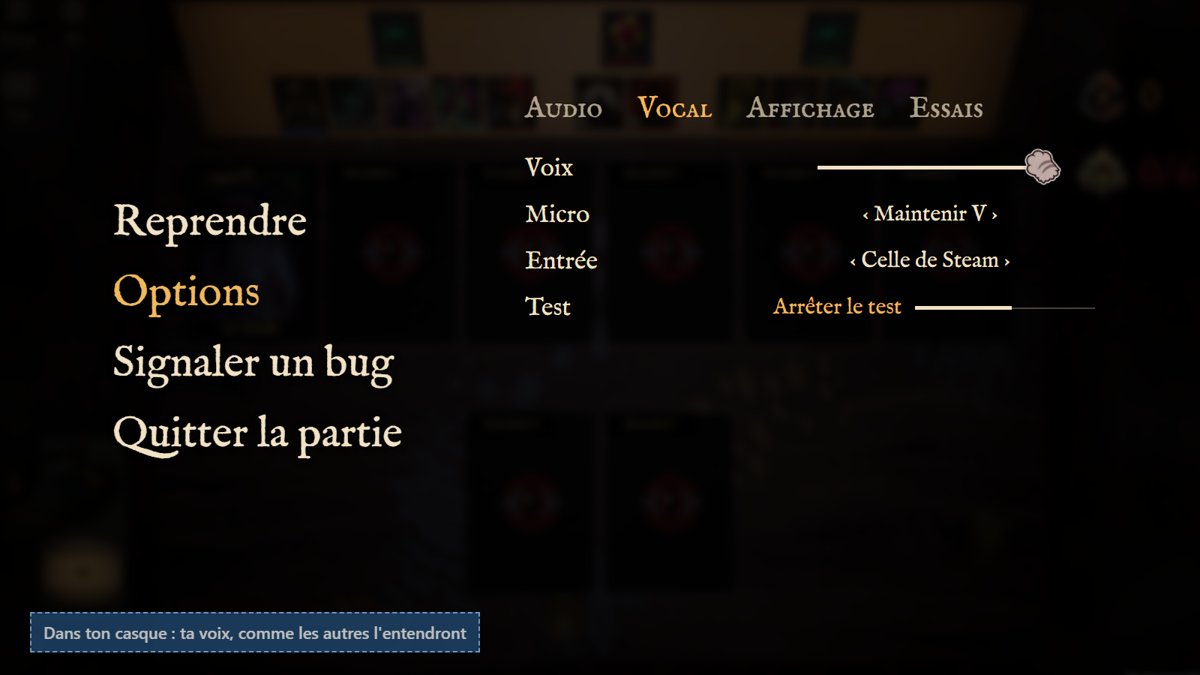 Audio Vocal Affichage Essais
Voix
Micro ‹ Maintenir V ›
Entrée ‹ Celle de Steam ›
Test Arrêter le test
Reprendre
Options
Signaler un bug
Quitter la partie
Dans ton casque : ta voix, comme les autres l'entendront